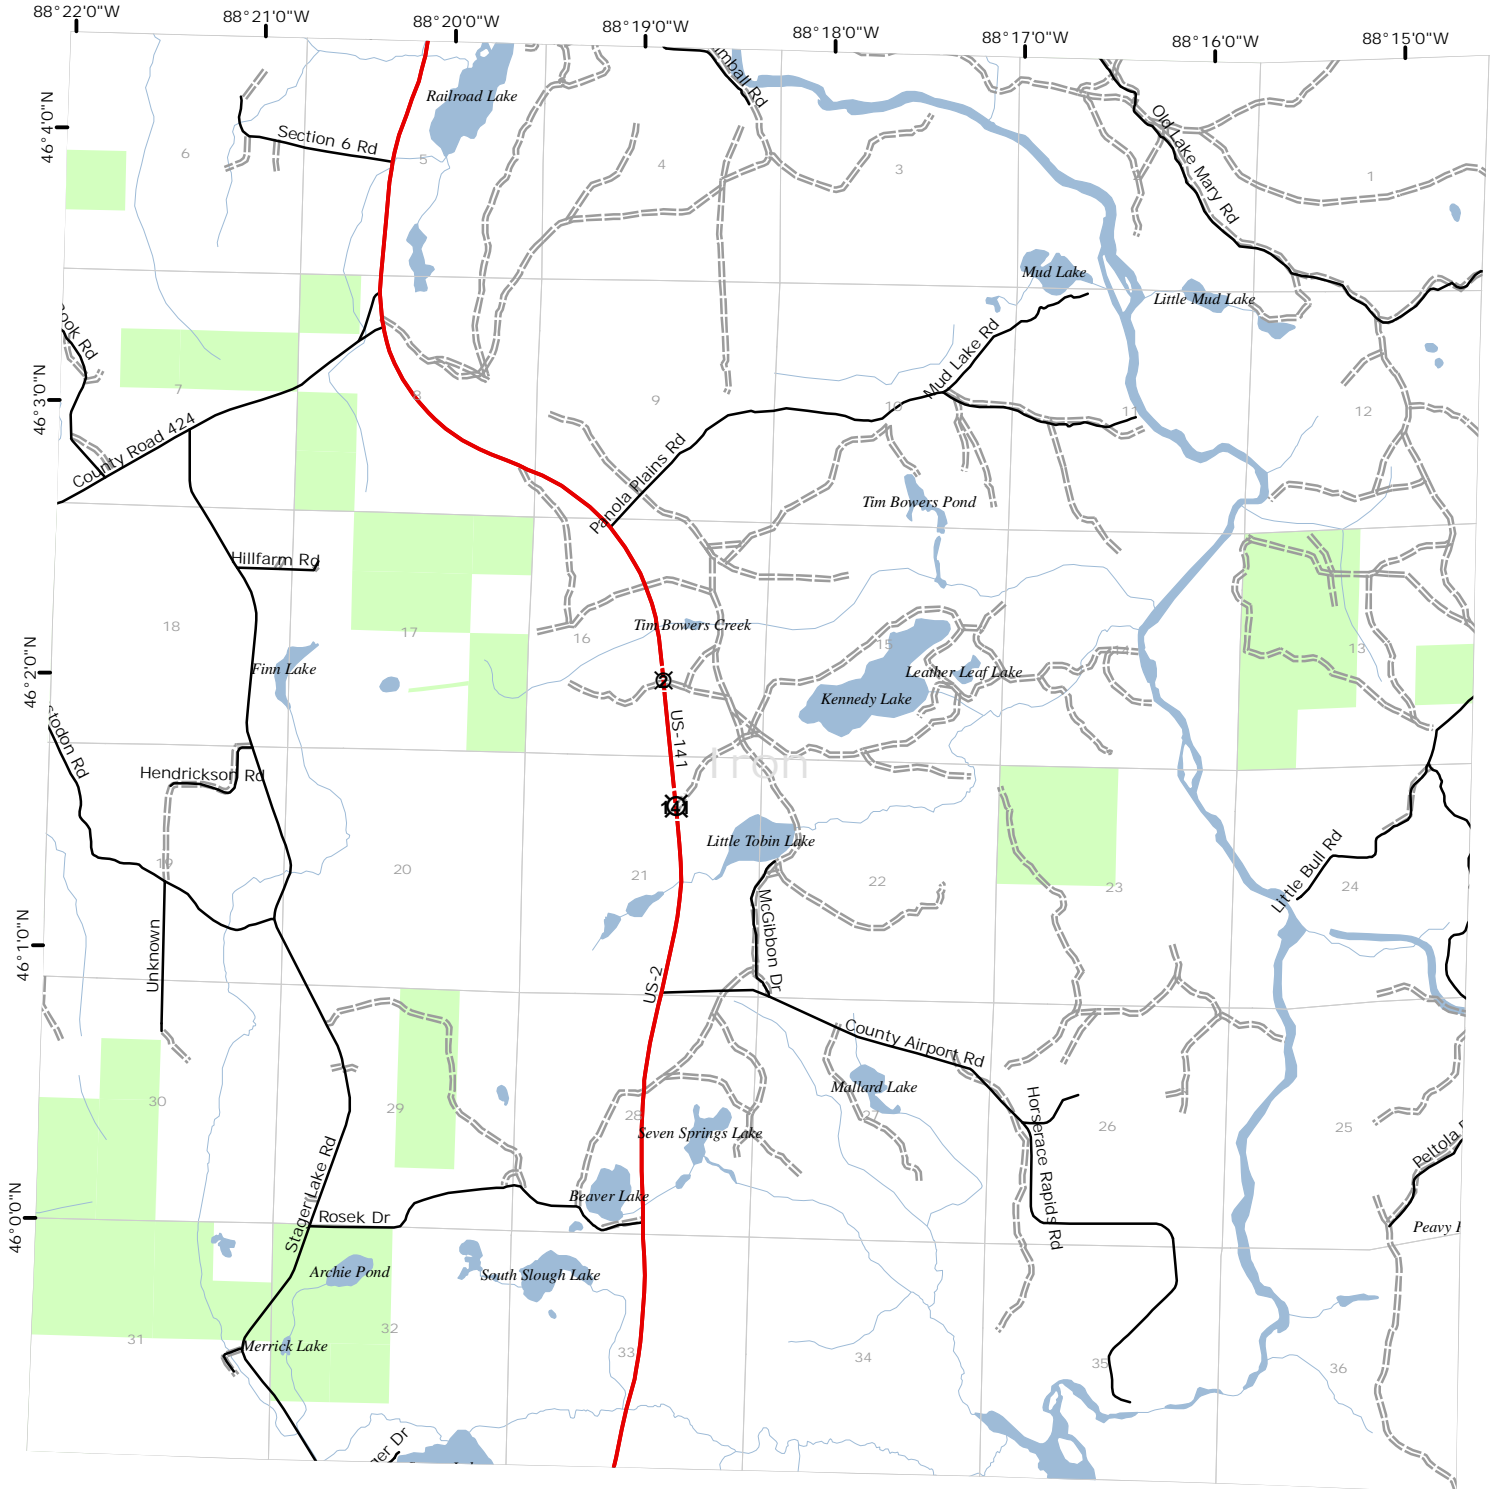 88°22'0"W
88°21'0"W
88°20'0"W
88°19'0"W
88°18'0"W
88°17'0"W
88°16'0"W
88°15'0"W
46°4'0"N
46°3'0"N
46°2'0"N
46°1'0"N
46°0'0"N
Railroad Lake
Section 6 Rd
Old Lake Mary Rd
6
5
4
3
1
Mud Lake
Little Mud Lake
Mud Lake Rd
7
8
9
10
11
12
County Road 424
Panola Plains Rd
Tim Bowers Pond
Hillfarm Rd
18
17
16
Tim Bowers Creek
15
14
13
Finn Lake
Leather Leaf Lake
Kennedy Lake
2
US-141
Iron
Hendrickson Rd
141
Little Tobin Lake
19
20
21
22
23
24
Little Bull Rd
McGibbon Dr
Unknown
US-2
County Airport Rd
Mallard Lake
30
29
28
27
26
25
Seven Springs Lake
Horserace Rapids Rd
Stager Lake Rd
Beaver Lake
Rosek Dr
Archie Pond
South Slough Lake
Peavy
31
Merrick Lake
32
33
34
35
36
Peltola